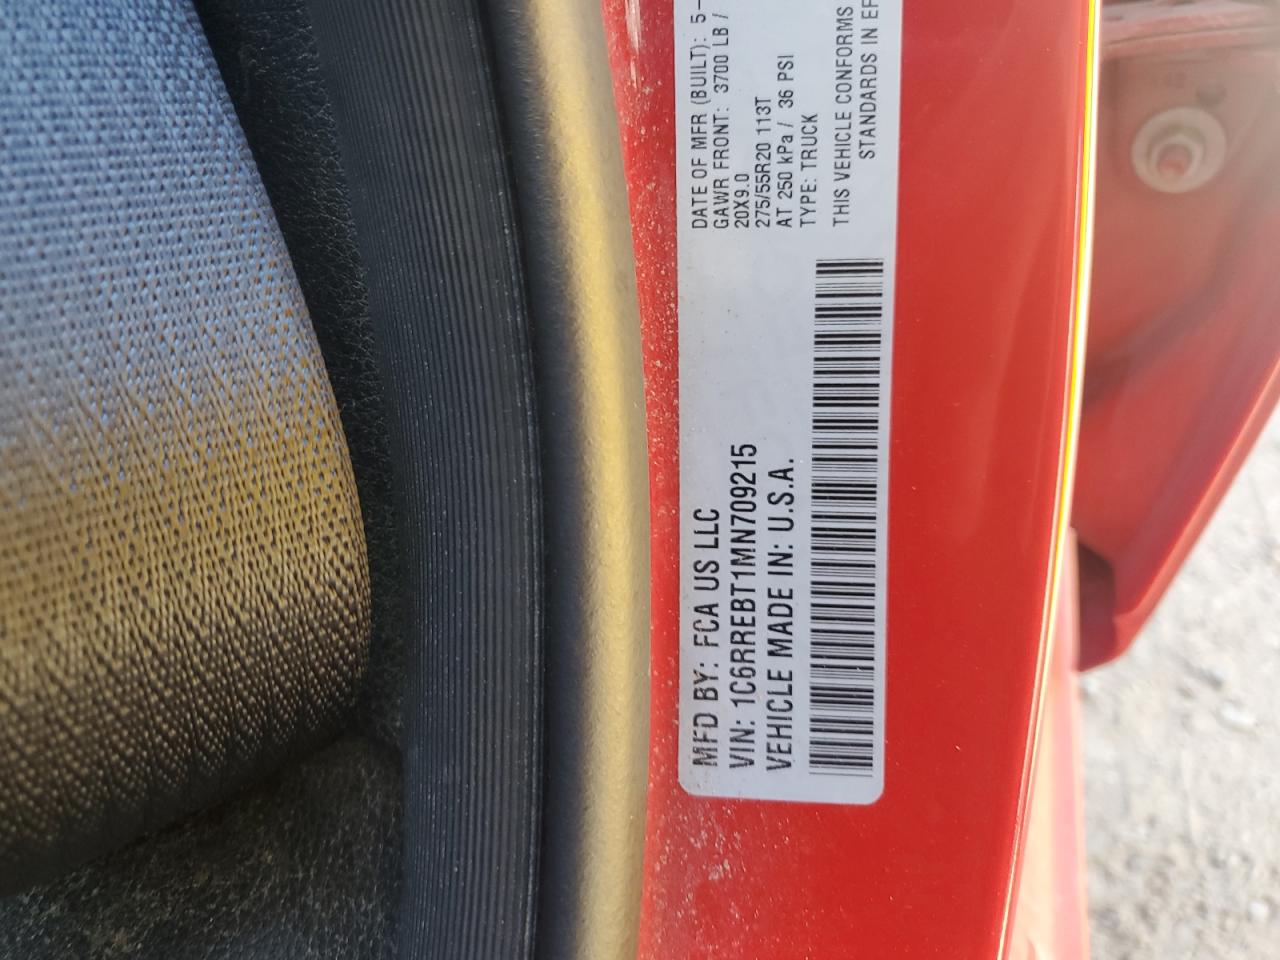 MFD BY: FCA US LLC
VIN: 1C6RREBT1MN709215
VEHICLE MADE IN: U.S.A.
DATE OF MFR (BUILT): 5-
GAWR FRONT: 3700 LB /
20X9.0
275/55R20 113T
AT 250 kPa / 36 PSI
TYPE: TRUCK
THIS VEHICLE CONFORMS
STANDARDS IN EF